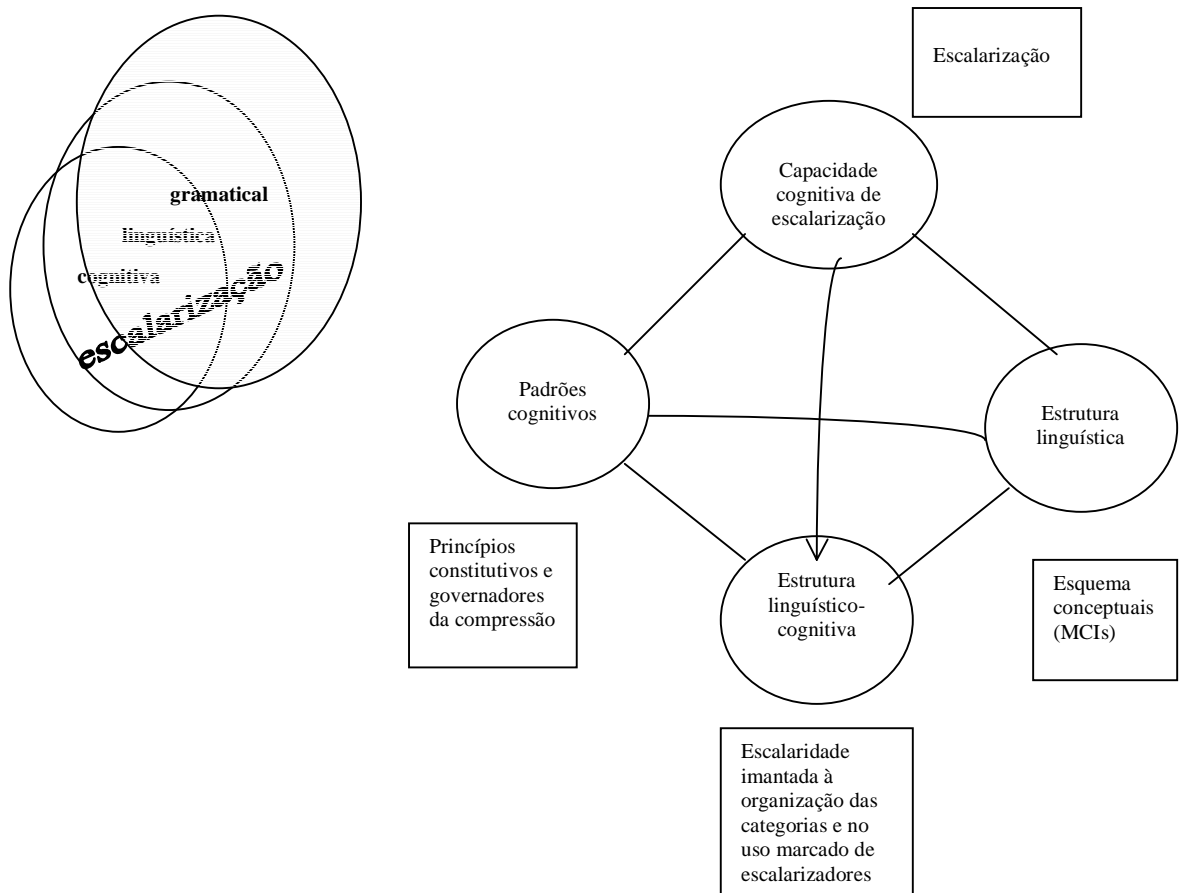 gramatical
linguística
cognitiva
escalarização
Escalarização
Capacidade
cognitiva de
escalarização
Padrões
cognitivos
Estrutura
linguística
Princípios
constitutivos e
governadores
da compressão
Estrutura
linguístico-
cognitiva
Esquema
conceptuais
(MCIs)
Escalaridade
imantada à
organização das
categorias e no
uso marcado de
escalarizadores